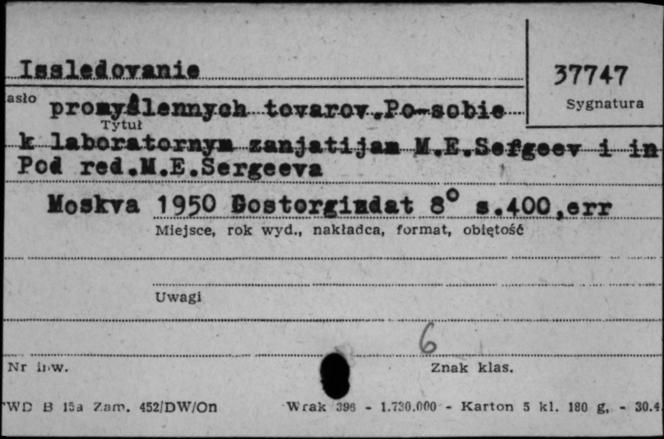 Issledovanie
37747
asło
Sygnatura
promyślennych tovarov.Po-sobie
Tytuł
k laboratornym zanjatijam M.E.Sergeev i in
Pod red.M.E.Sergeeva
Moskva 1950 Gostorgizdat 8° s.400,err
Miejsce, rok wyd., nakładca, format, objętość
Uwagi
6
Nr inw.
Znak klas.
WD B 15a Zam. 452/DW/On Wrak 396 - 1.730.000 - Karton 5 kl. 180 g. - 30.4